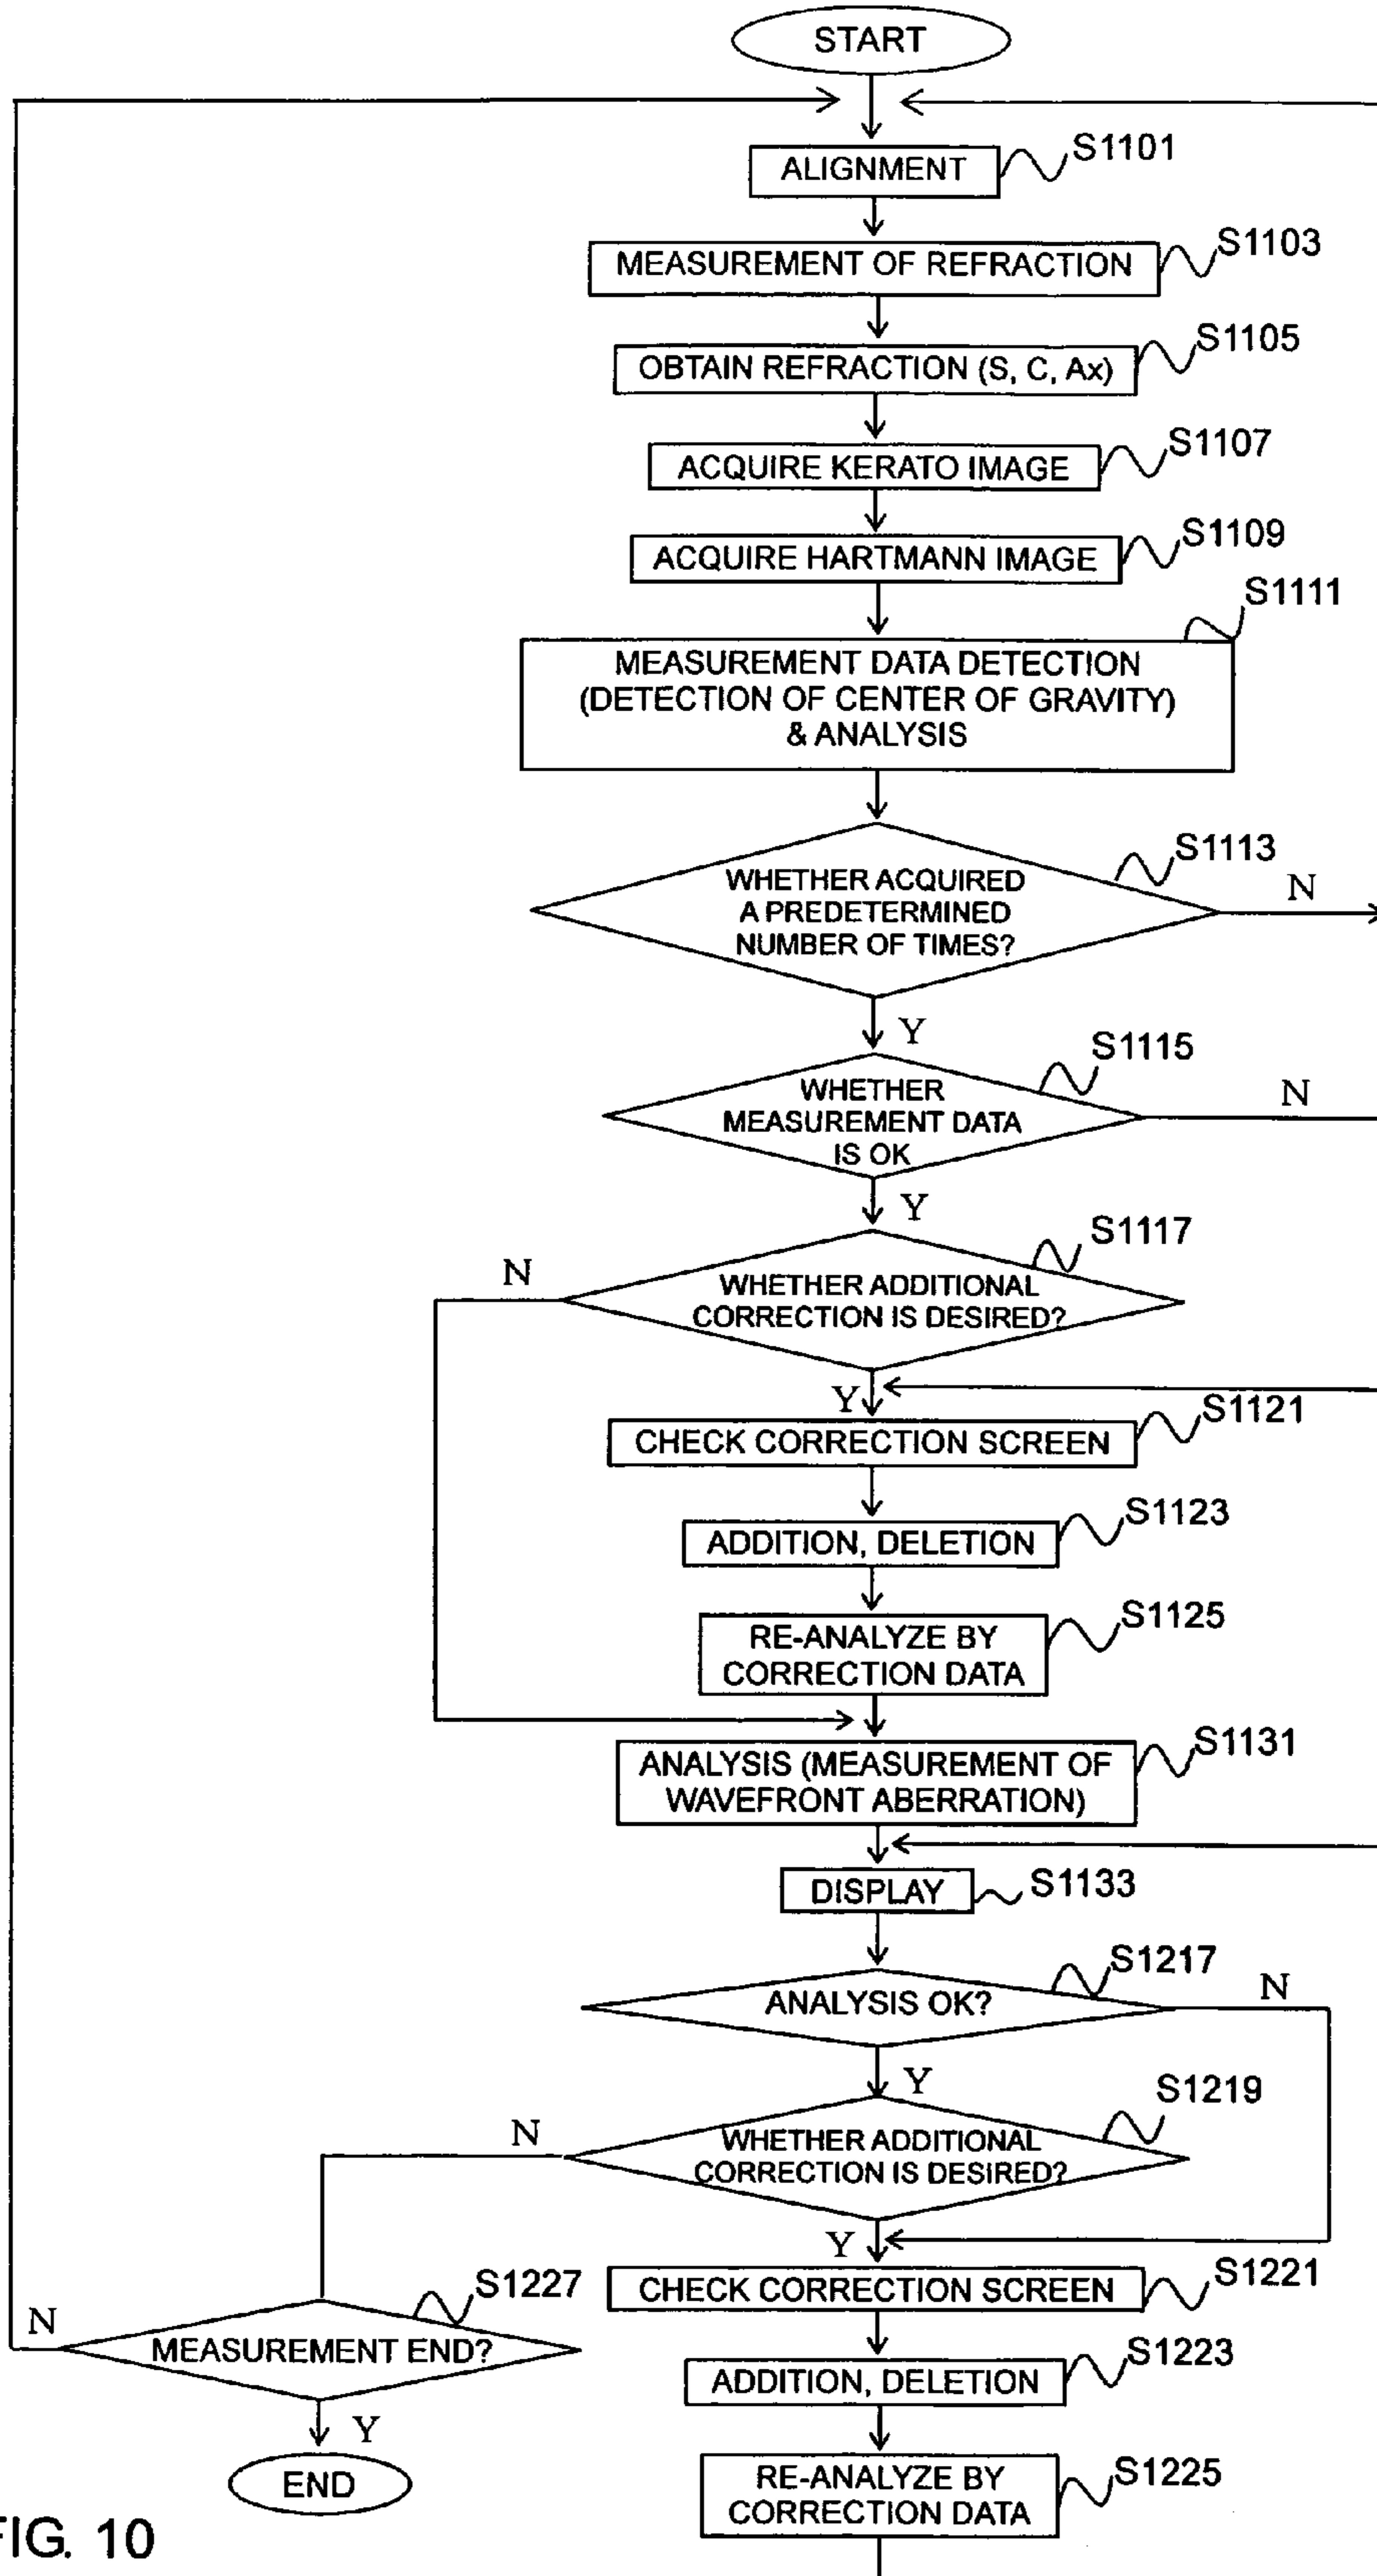 START
ALIGNMENT
S1101
MEASUREMENT OF REFRACTION
S1103
OBTAIN REFRACTION (S, C, Ax)
S1105
ACQUIRE KERATO IMAGE
S1107
ACQUIRE HARTMANN IMAGE
S1109
S1111
MEASUREMENT DATA DETECTION
(DETECTION OF CENTER OF GRAVITY)
& ANALYSIS
S1113
WHETHER ACQUIRED
A PREDETERMINED
NUMBER OF TIMES?
N
Y
S1115
WHETHER
MEASUREMENT DATA
IS OK
N
Y
S1117
N
WHETHER ADDITIONAL
CORRECTION IS DESIRED?
Y
S1121
CHECK CORRECTION SCREEN
S1123
ADDITION, DELETION
S1125
RE-ANALYZE BY
CORRECTION DATA
S1131
ANALYSIS (MEASUREMENT OF
WAVEFRONT ABERRATION)
DISPLAY
S1133
S1217
ANALYSIS OK?
N
Y
S1219
N
WHETHER ADDITIONAL
CORRECTION IS DESIRED?
Y
S1221
CHECK CORRECTION SCREEN
S1227
N
MEASUREMENT END?
S1223
ADDITION, DELETION
Y
END
S1225
RE-ANALYZE BY
CORRECTION DATA
FIG. 10